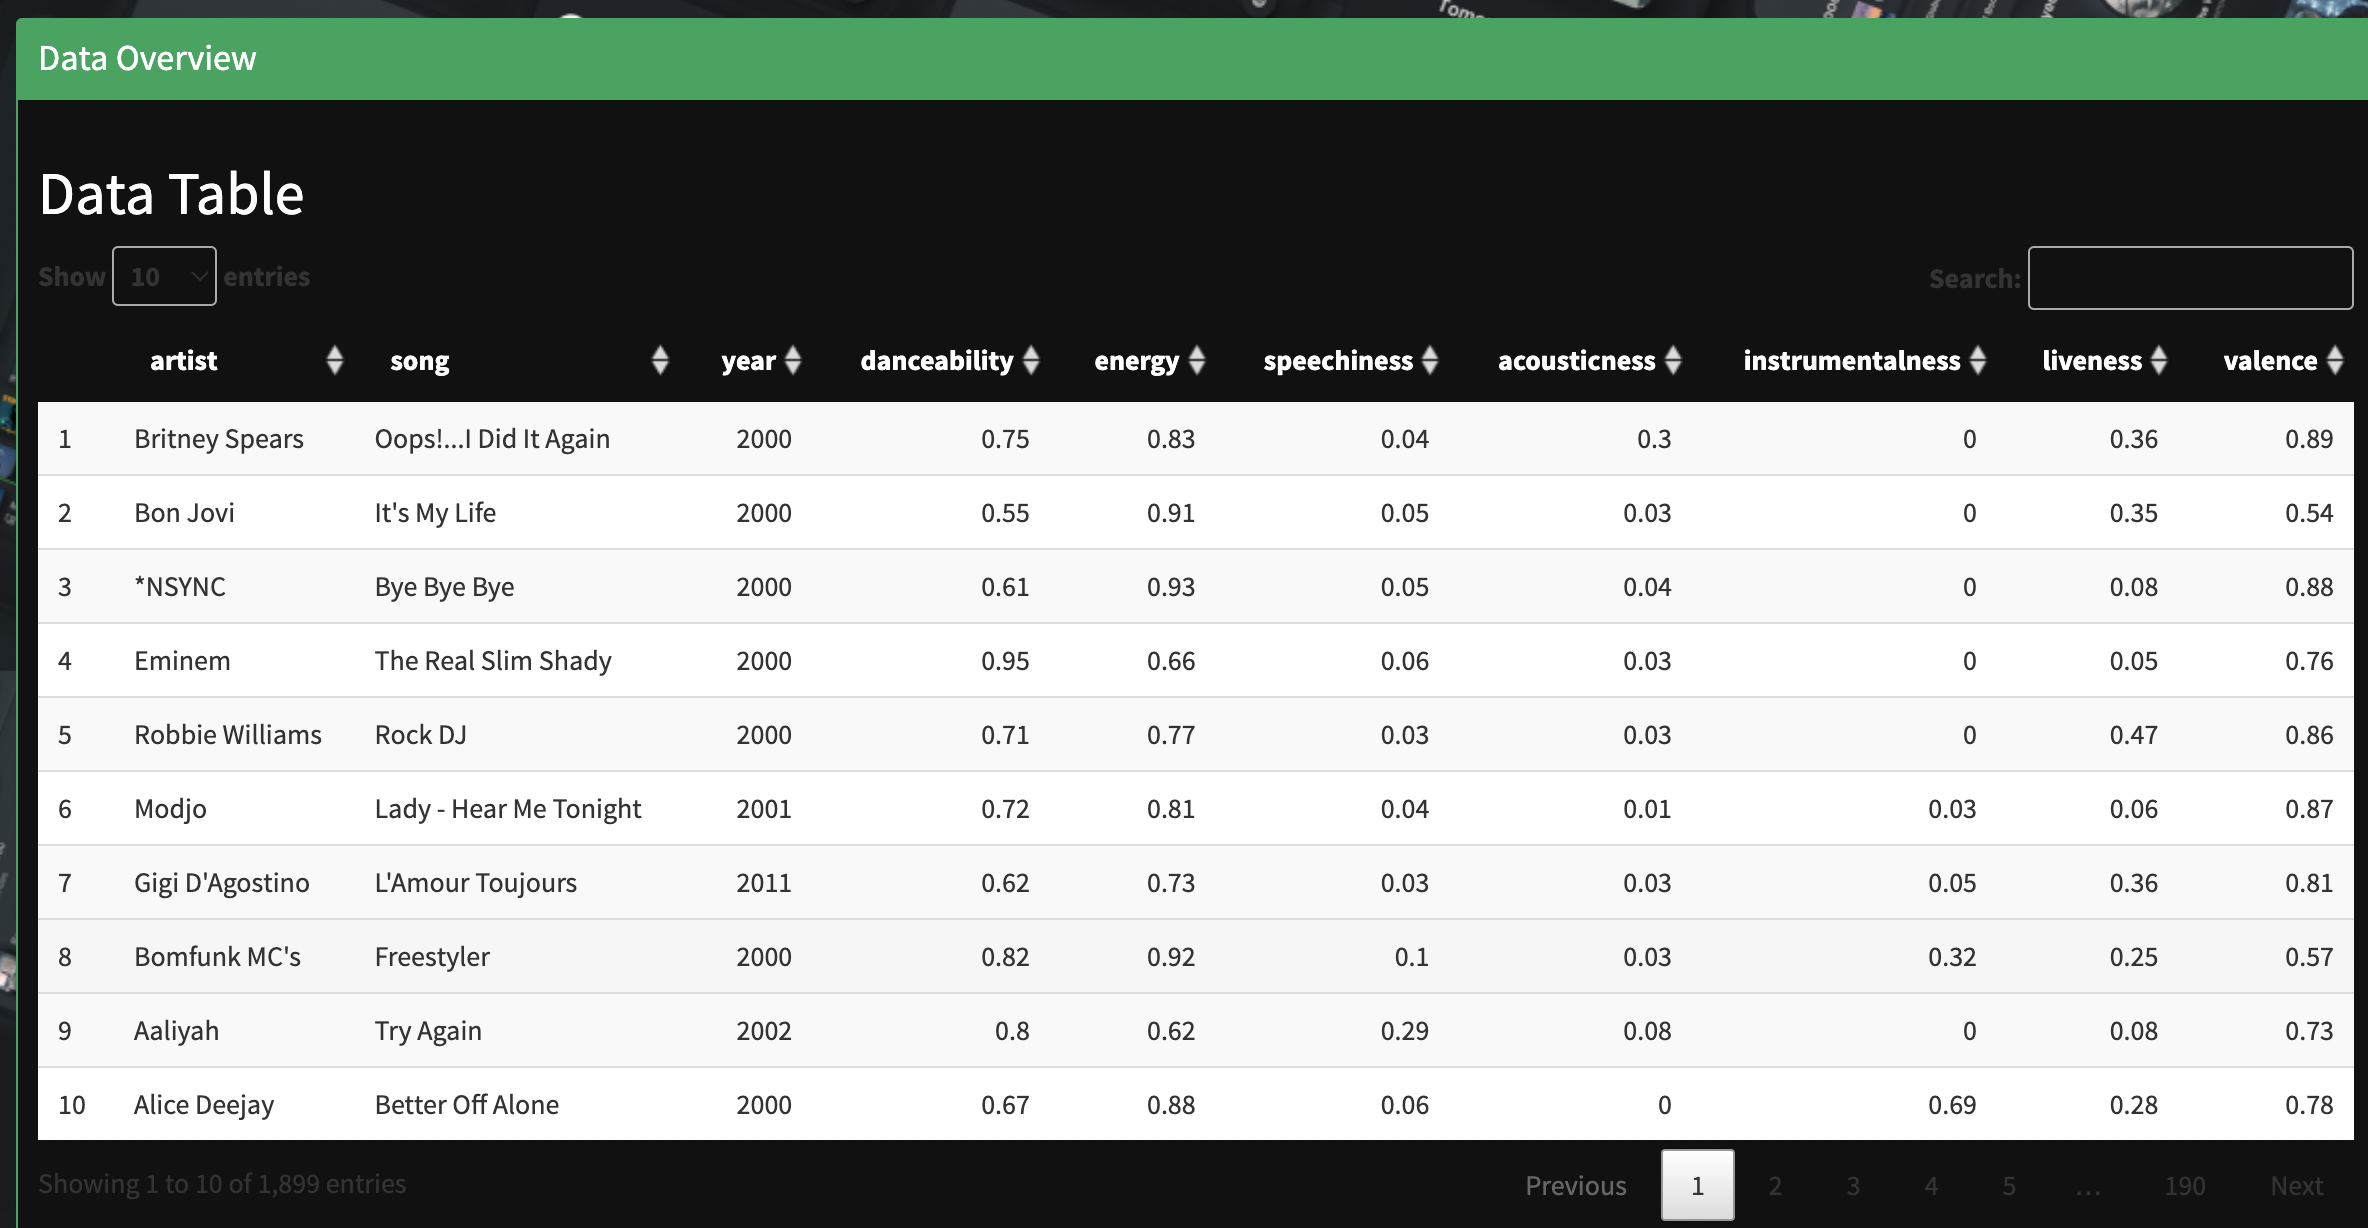 Data Overview
Data Table
Show 10 entries
Search:
artist song year danceability energy speechiness acousticness instrumentalness liveness valence
1 Britney Spears Oops!...I Did It Again 2000 0.75 0.83 0.04 0.3 0 0.36 0.89
2 Bon Jovi It's My Life 2000 0.55 0.91 0.05 0.03 0 0.35 0.54
3 *NSYNC Bye Bye Bye 2000 0.61 0.93 0.05 0.04 0 0.08 0.88
4 Eminem The Real Slim Shady 2000 0.95 0.66 0.06 0.03 0 0.05 0.76
5 Robbie Williams Rock DJ 2000 0.71 0.77 0.03 0.03 0 0.47 0.86
6 Modjo Lady - Hear Me Tonight 2001 0.72 0.81 0.04 0.01 0.03 0.06 0.87
7 Gigi D'Agostino L'Amour Toujours 2011 0.62 0.73 0.03 0.03 0.05 0.36 0.81
8 Bomfunk MC's Freestyler 2000 0.82 0.92 0.1 0.03 0.32 0.25 0.57
9 Aaliyah Try Again 2002 0.8 0.62 0.29 0.08 0 0.08 0.73
10 Alice Deejay Better Off Alone 2000 0.67 0.88 0.06 0 0.69 0.28 0.78
Showing 1 to 10 of 1,899 entries
Previous 1 2 3 4 5 … 190 Next